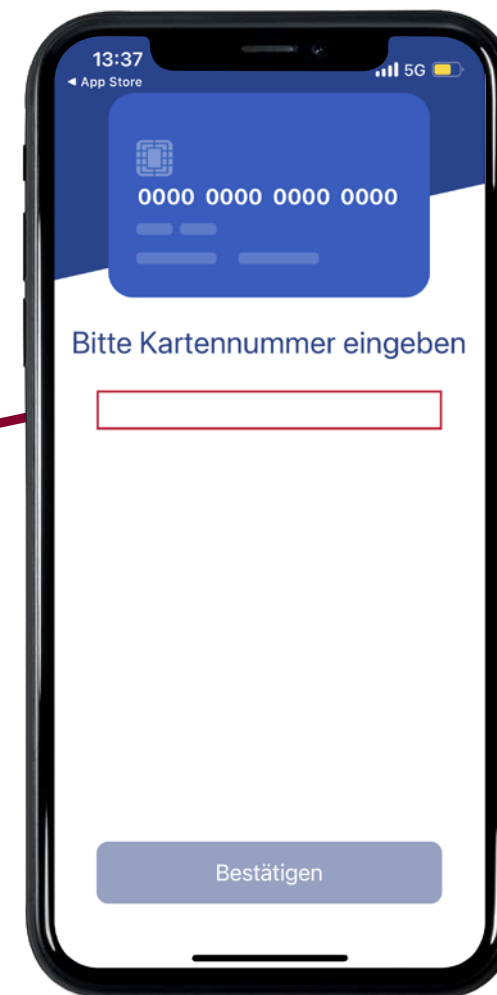 13:37
◀ App Store
5G
0000 0000 0000 0000
Bitte Kartennummer eingeben
Bestätigen